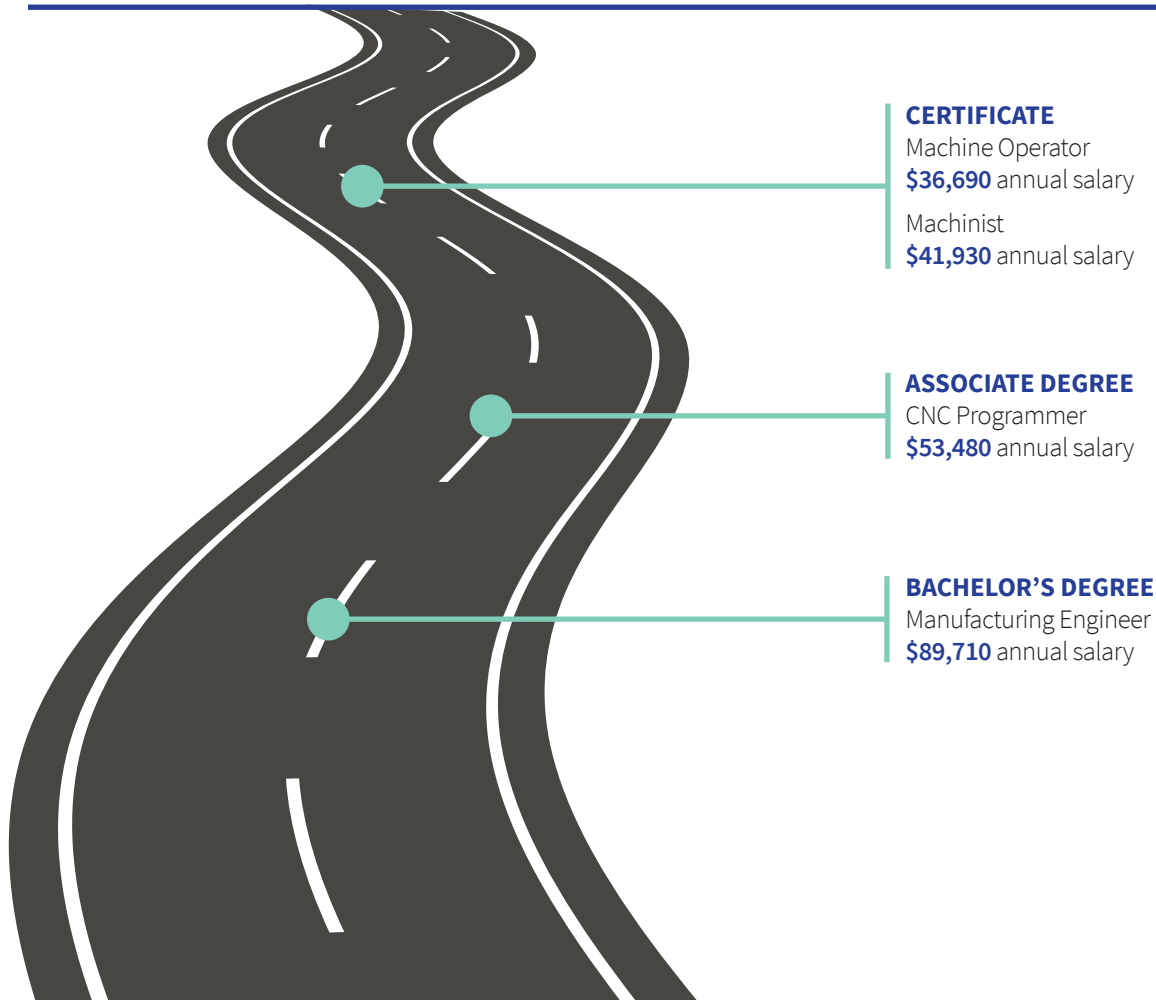 CERTIFICATE
Machine Operator
$36,690 annual salary
Machinist
$41,930 annual salary
ASSOCIATE DEGREE
CNC Programmer
$53,480 annual salary
BACHELOR’S DEGREE
Manufacturing Engineer
$89,710 annual salary